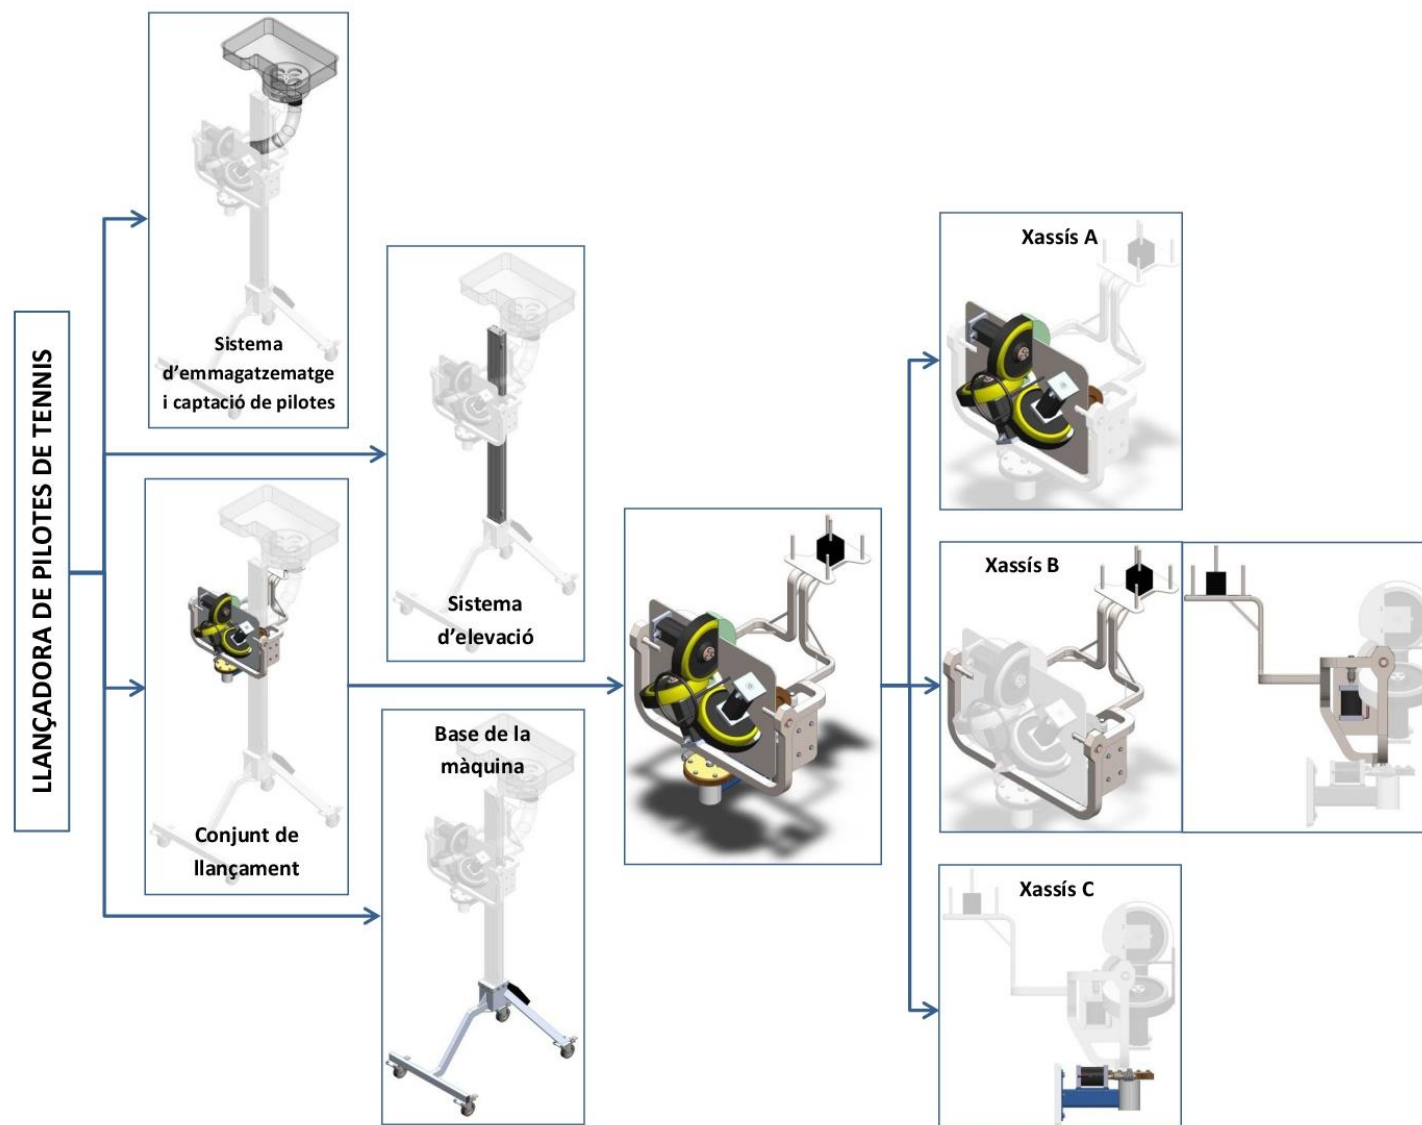 LLANÇADORA DE PILOTES DE TENNIS
Sistema
d'emmagatzematge
i captació de pilotes
Sistema
d'elevació
Conjunt de
llançament
Base de la
màquina
Xassís A
Xassís B
Xassís C